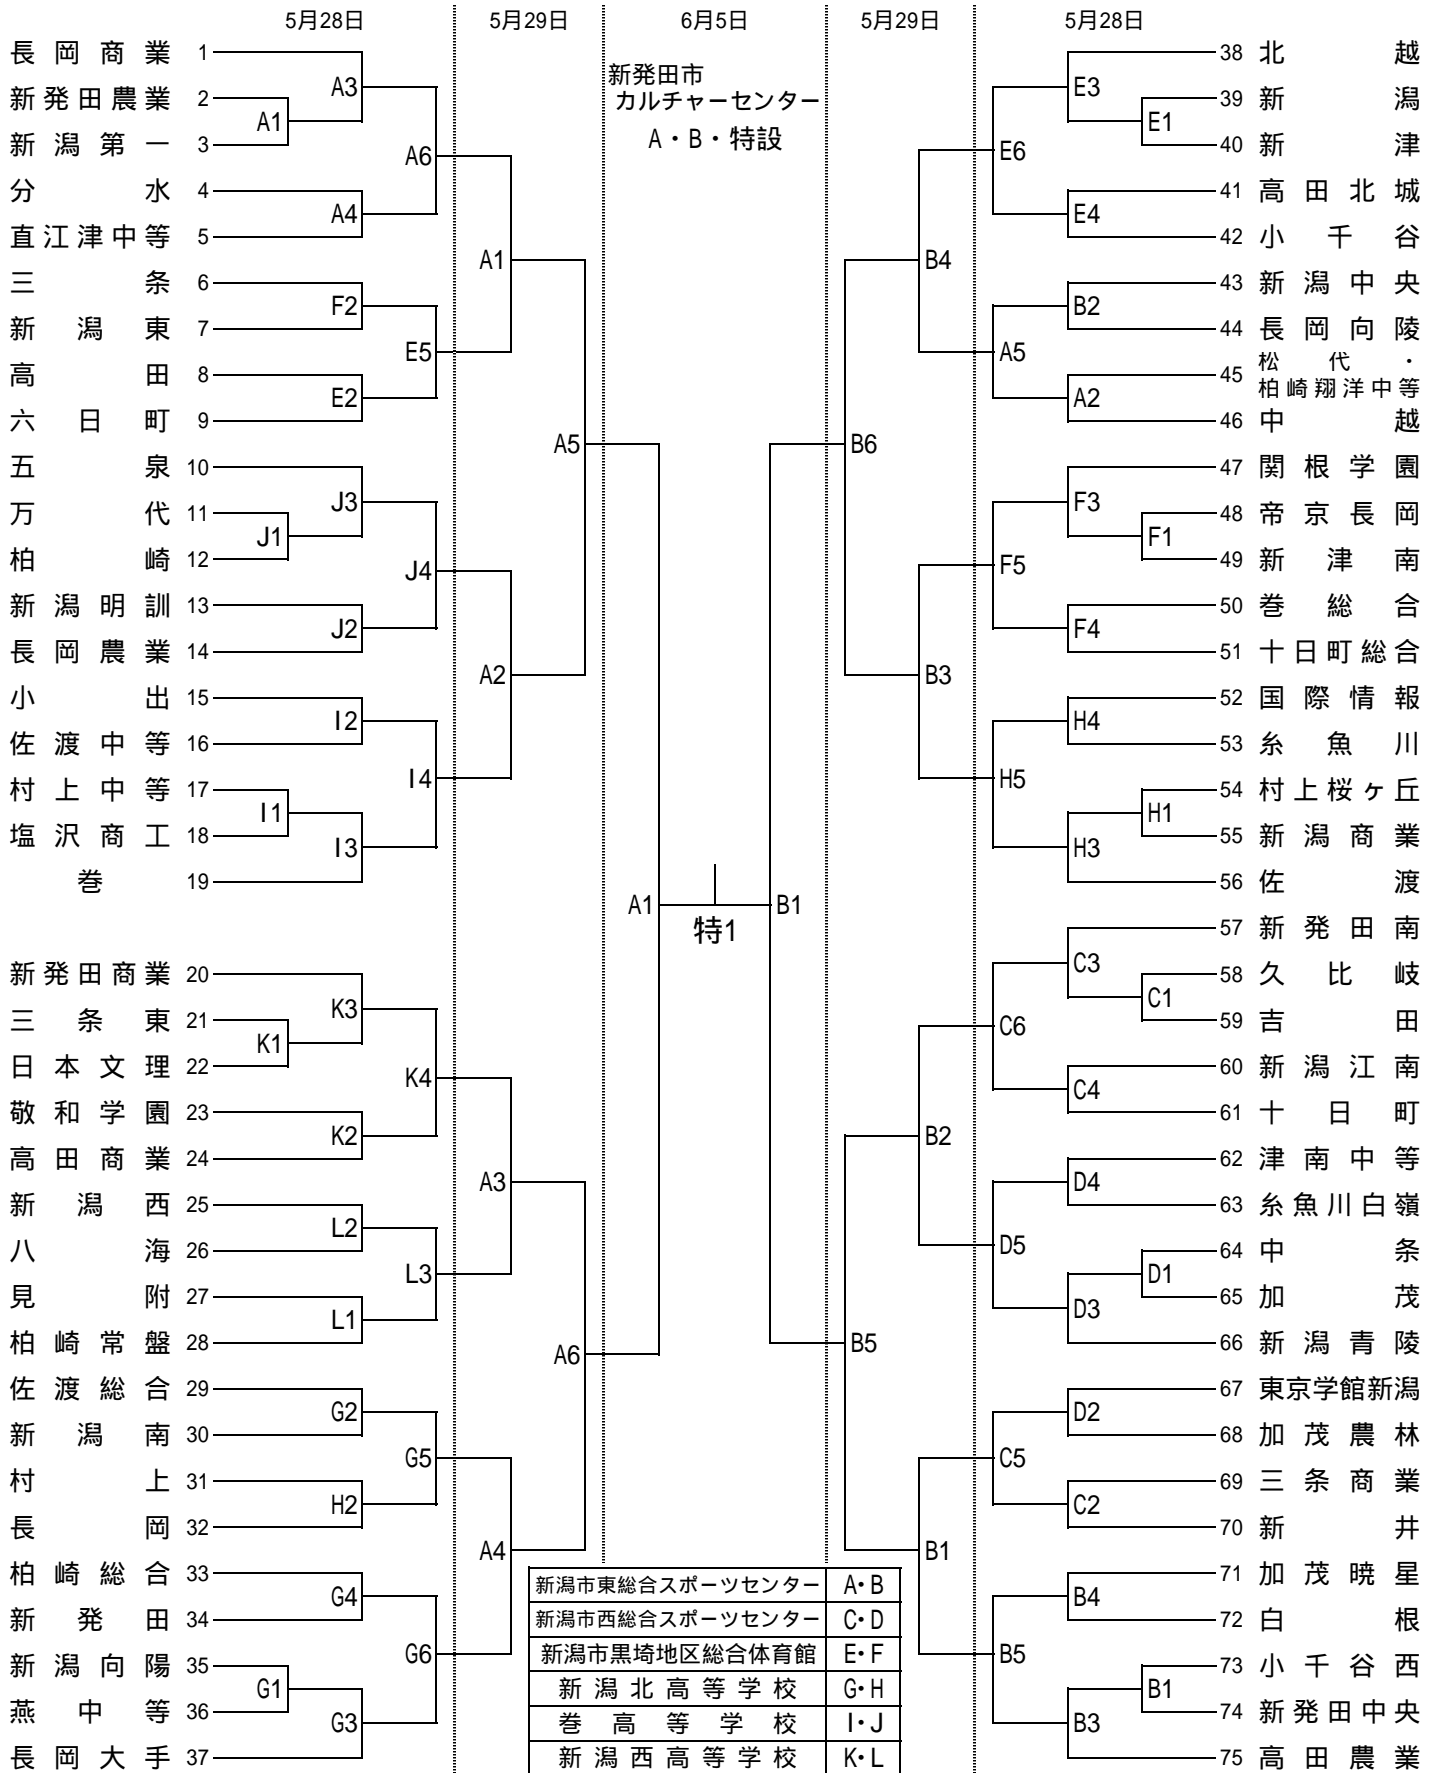 5月28日 5月29日 6月5日 5月29日 5月28日
新発田市
カルチャーセンター
A・B・特設
長岡商業 1
新発田農業 2
新潟第一 3
分水 4
直江津中等 5
三条 6
新潟東 7
高田 8
六日町 9
五泉 10
万代 11
柏崎 12
新潟明訓 13
長岡農業 14
小出 15
佐渡中等 16
村上中等 17
塩沢商工 18
巻 19
新発田商業 20
三条東 21
日本文理 22
敬和学園 23
高田商業 24
新潟西 25
八海 26
見附 27
柏崎常盤 28
佐渡総合 29
新潟南 30
村上 31
長岡 32
柏崎総合 33
新発田 34
新潟向陽 35
燕中等 36
長岡大手 37
A1
J1
I1
K1
G1
A3
A4
F2
E2
J3
J2
I2
I3
K3
K2
L2
L1
G2
H2
G4
G3
A6
E5
J4
I4
K4
L3
G5
G6
A1
A2
A3
A4
A5
A6
A1
特1
B1
B6
B5
B4
B3
B2
B1
E6
A5
F5
H5
C6
D5
C5
B5
E3
E4
B2
A2
F3
F4
H4
H3
C3
C4
D4
D3
D2
C2
B4
B3
E1
F1
H1
C1
D1
B1
38 北越
39 新潟
40 新津
41 高田北城
42 小千谷
43 新潟中央
44 長岡向陵
45 松代・
柏崎翔洋中等
46 中越
47 関根学園
48 帝京長岡
49 新津南
50 巻総合
51 十日町総合
52 国際情報
53 糸魚川
54 村上桜ヶ丘
55 新潟商業
56 佐渡
57 新発田南
58 久比岐
59 吉田
60 新潟江南
61 十日町
62 津南中等
63 糸魚川白嶺
64 中条
65 加茂
66 新潟青陵
67 東京学館新潟
68 加茂農林
69 三条商業
70 新井
71 加茂暁星
72 白根
73 小千谷西
74 新発田中央
75 高田農業
新潟市東総合スポーツセンター A・B
新潟市西総合スポーツセンター C・D
新潟市黒埼地区総合体育館 E・F
新潟北高等学校 G・H
巻高等学校 I・J
新潟西高等学校 K・L